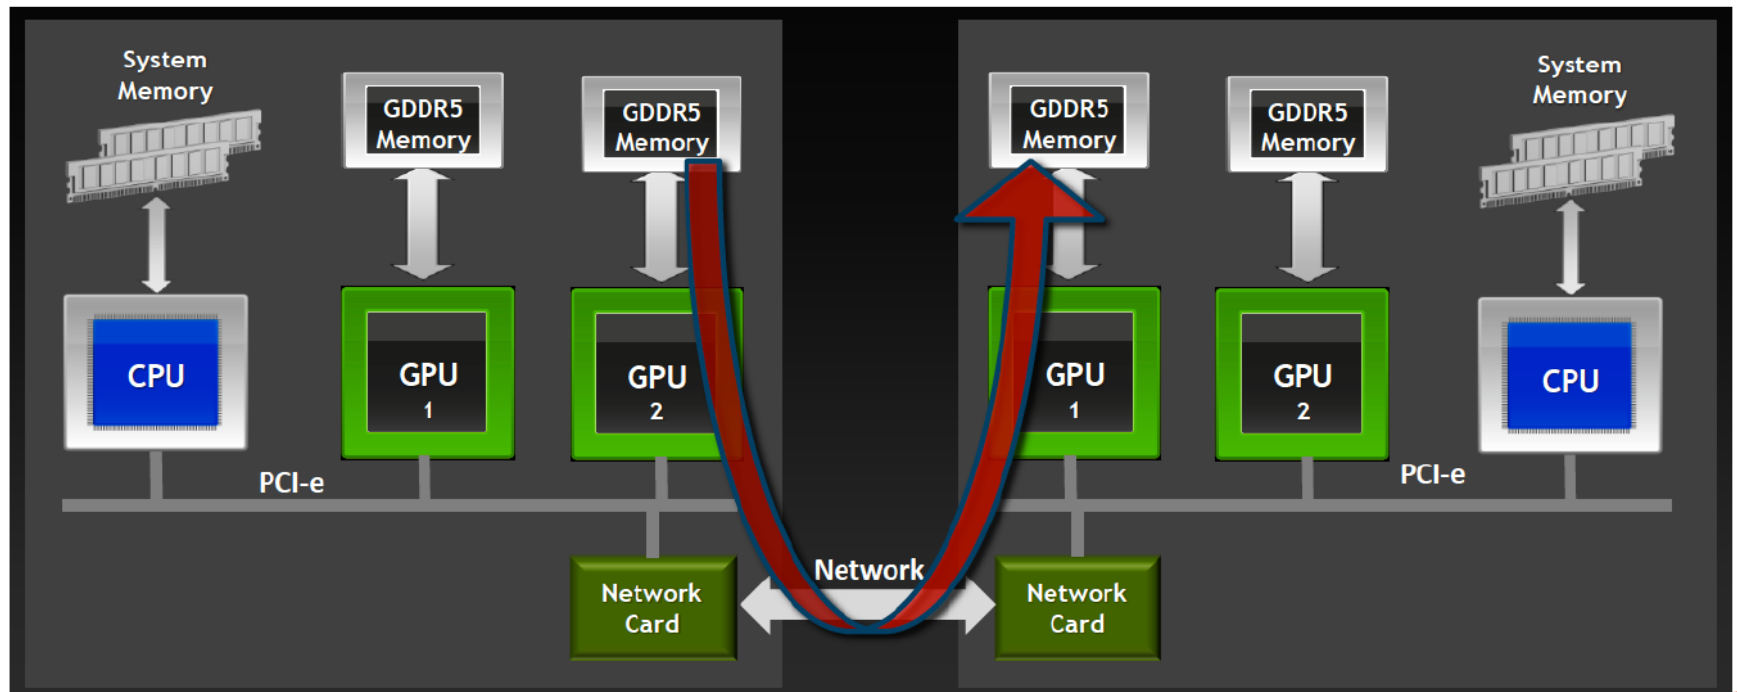 System
Memory
GDDR5
Memory
GDDR5
Memory
CPU
GPU
1
GPU
2
PCI-e
Network
Card
Network
GDDR5
Memory
GDDR5
Memory
System
Memory
GPU
1
GPU
2
CPU
PCI-e
Network
Card